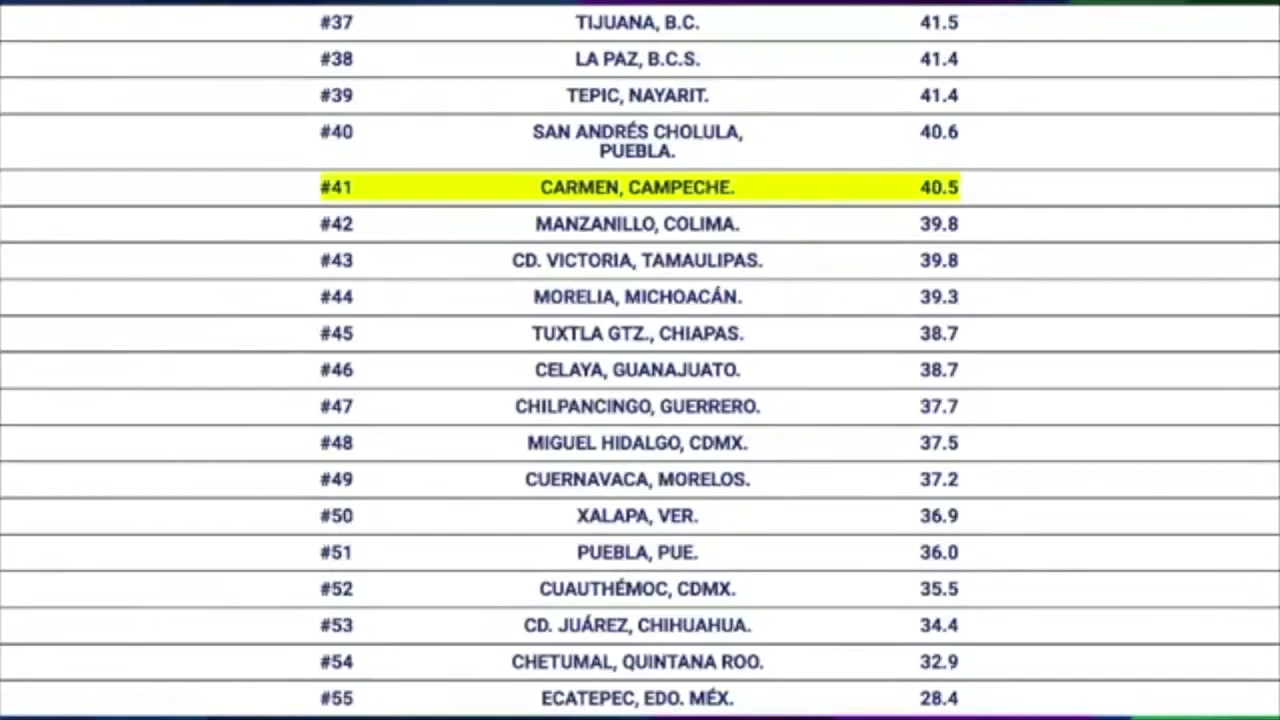 #37 TIJUANA, B.C. 41.5
#38 LA PAZ, B.C.S. 41.4
#39 TEPIC, NAYARIT. 41.4
#40 SAN ANDRÉS CHOLULA, 40.6
PUEBLA.
#41 CARMEN, CAMPECHE. 40.5
#42 MANZANILLO, COLIMA. 39.8
#43 CD. VICTORIA, TAMAULIPAS. 39.8
#44 MORELIA, MICHOACÁN. 39.3
#45 TUXTLA GTZ., CHIAPAS. 38.7
#46 CELAYA, GUANAJUATO. 38.7
#47 CHILPANCINGO, GUERRERO. 37.7
#48 MIGUEL HIDALGO, CDMX. 37.5
#49 CUERNAVACA, MORELOS. 37.2
#50 XALAPA, VER. 36.9
#51 PUEBLA, PUE. 36.0
#52 CUAUTHÉMOC, CDMX. 35.5
#53 CD. JUÁREZ, CHIHUAHUA. 34.4
#54 CHETUMAL, QUINTANA ROO. 32.9
#55 ECATEPEC, EDO. MÉX. 28.4